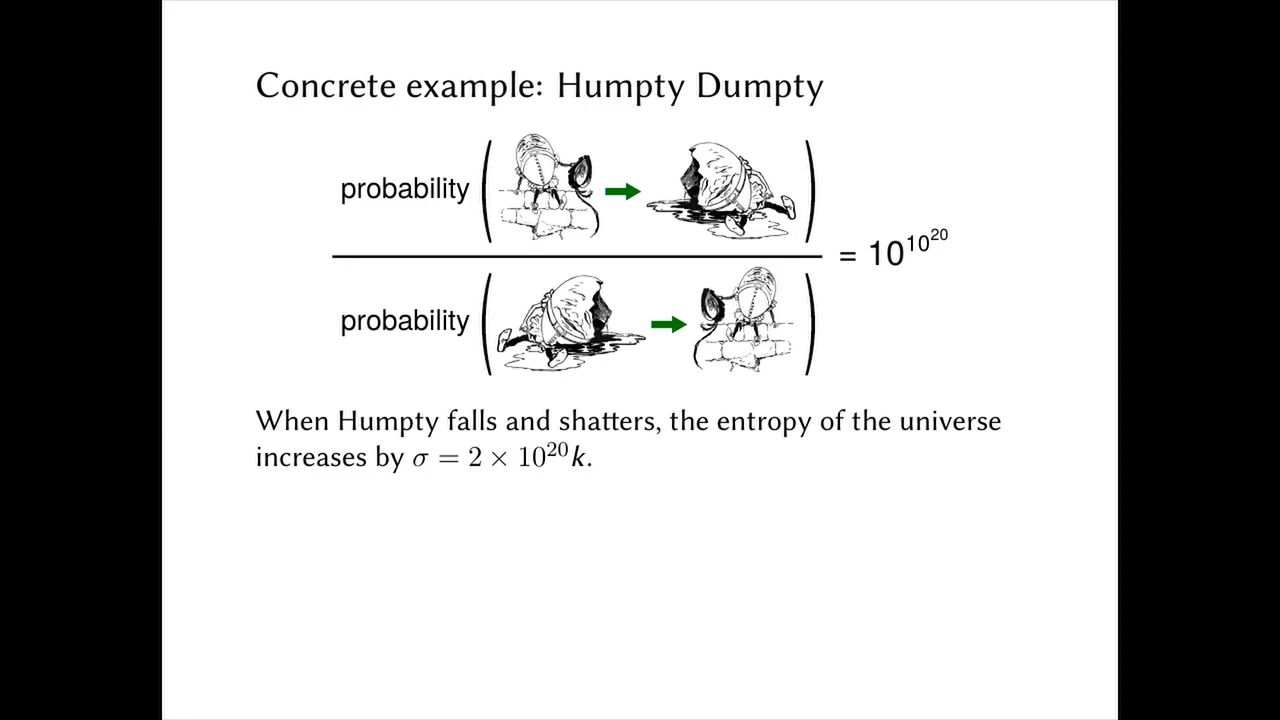 Concrete example: Humpty Dumpty
probability
= 10^10^20
probability
When Humpty falls and shatters, the entropy of the universe
increases by σ = 2 × 10^20 k.